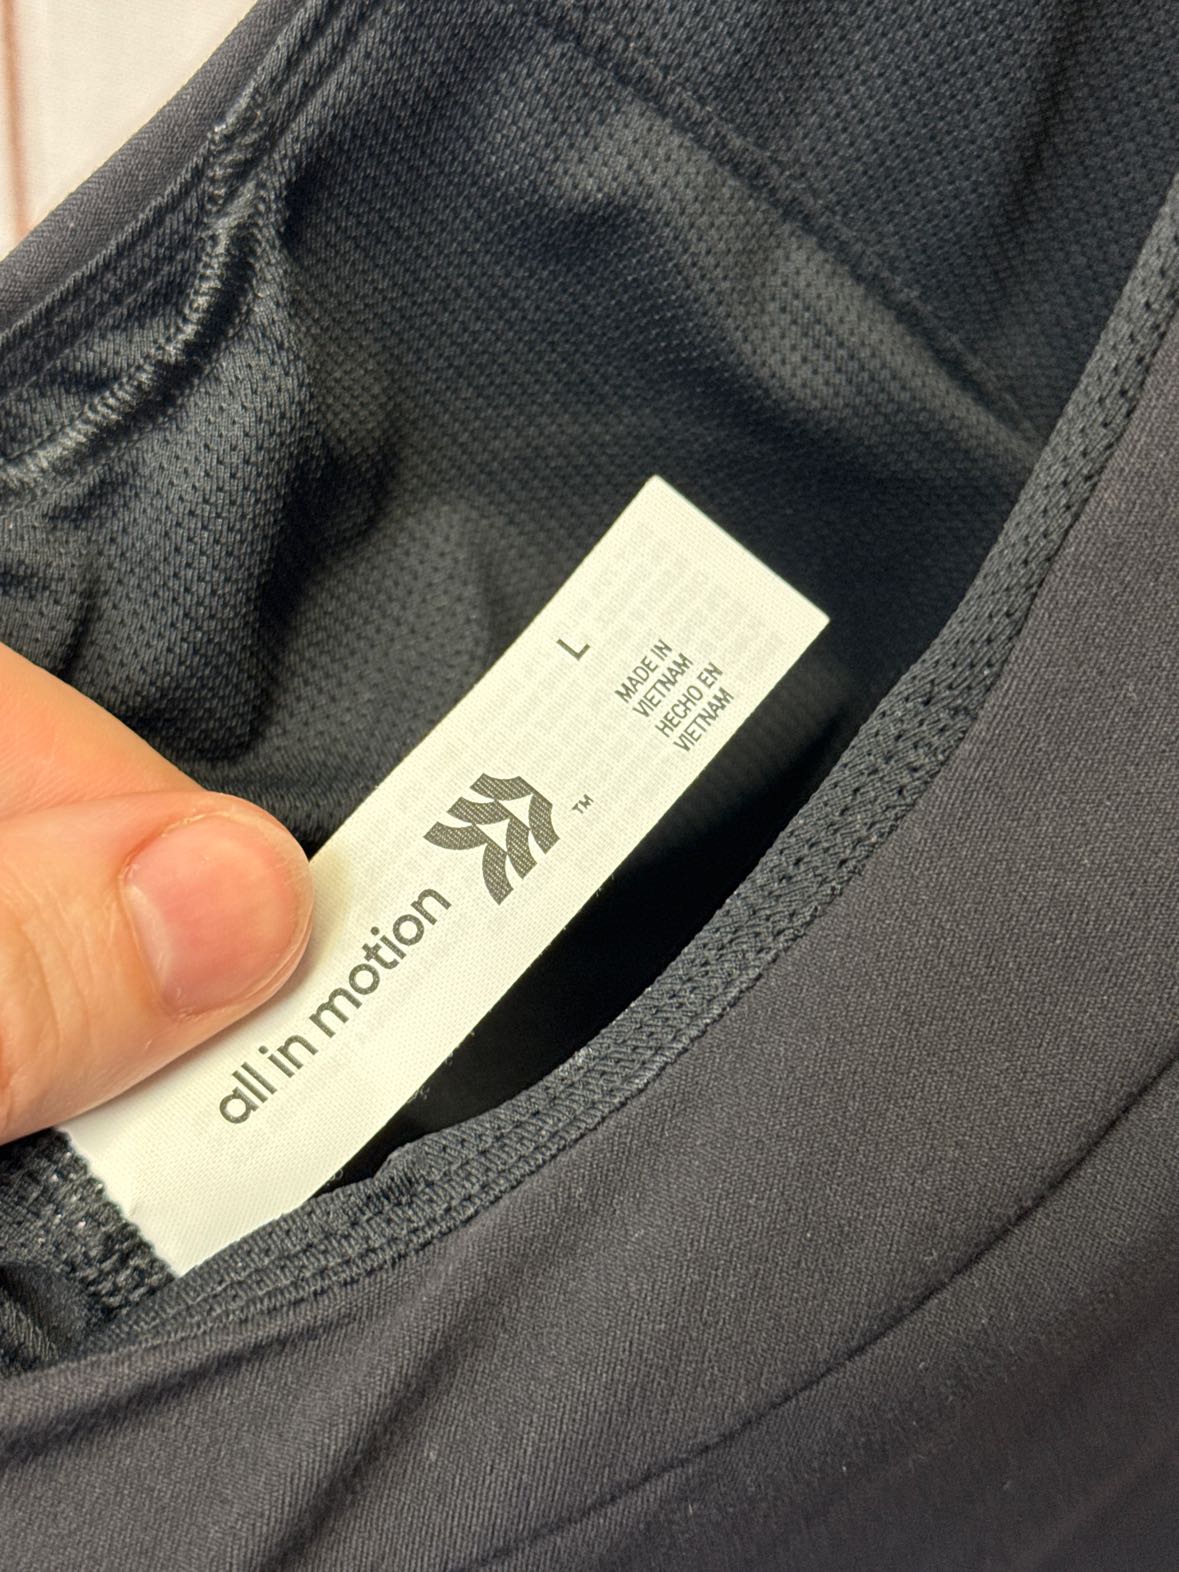 all in motion
™
L
MADE IN
VIETNAM
HECHO EN
VIETNAM